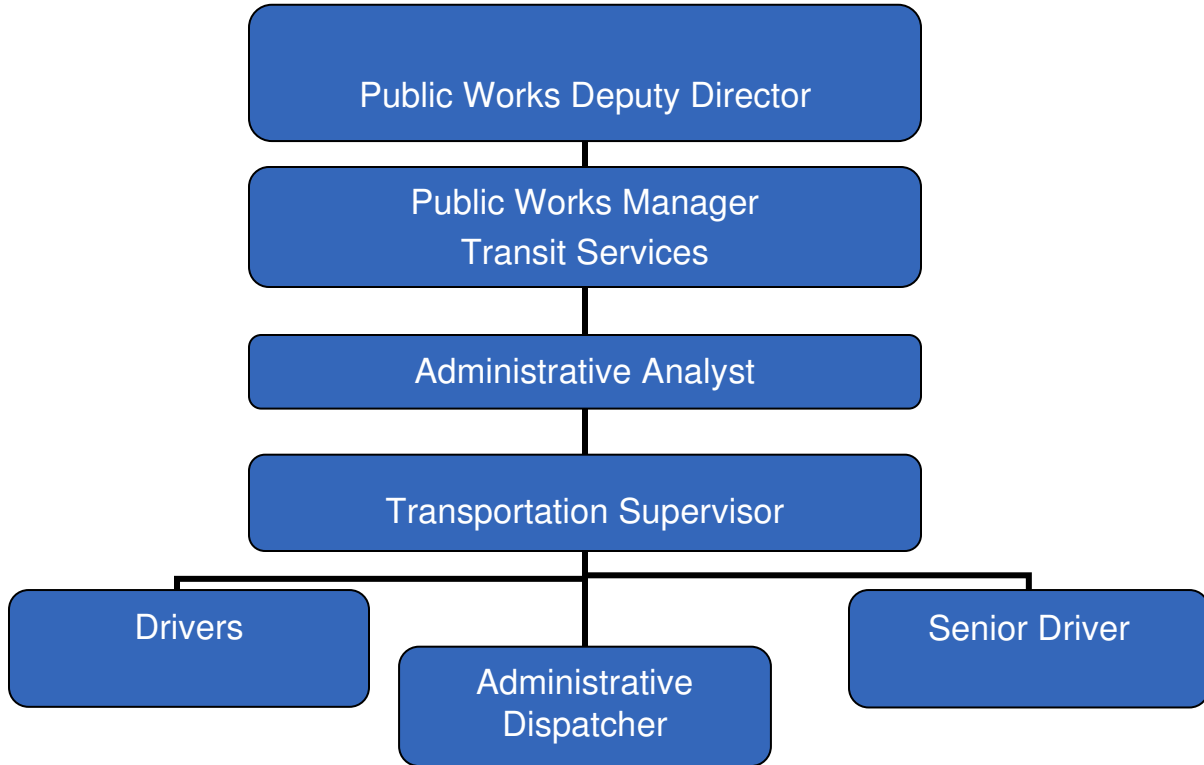 Public Works Deputy Director
Public Works Manager
Transit Services
Administrative Analyst
Transportation Supervisor
Drivers
Administrative
Dispatcher
Senior Driver